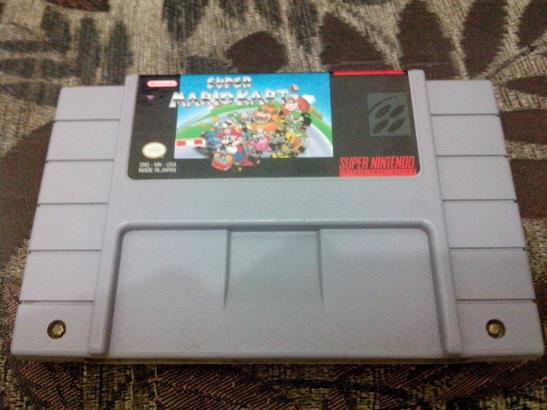 Nintendo
SUPER
MARIO KART
SNS - MK - USA
MADE IN JAPAN
SUPER NINTENDO